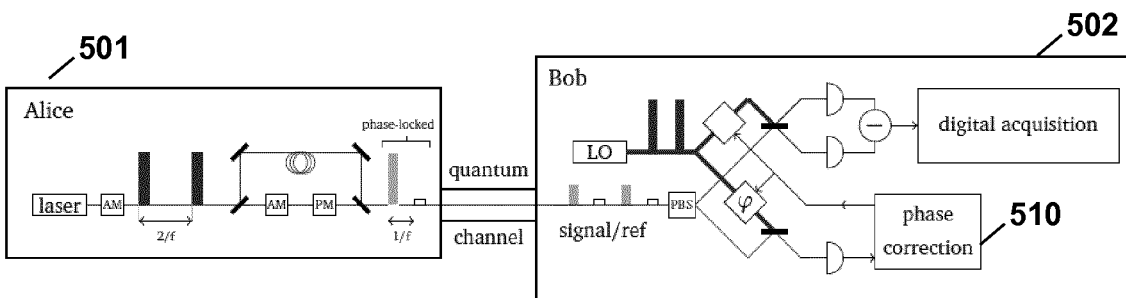 501
502
Alice
Bob
phase-locked
laser
AM
2/f
AM
PM
1/f
quantum
channel
LO
signal/ref
PBS
φ
−
digital acquisition
phase
correction
510